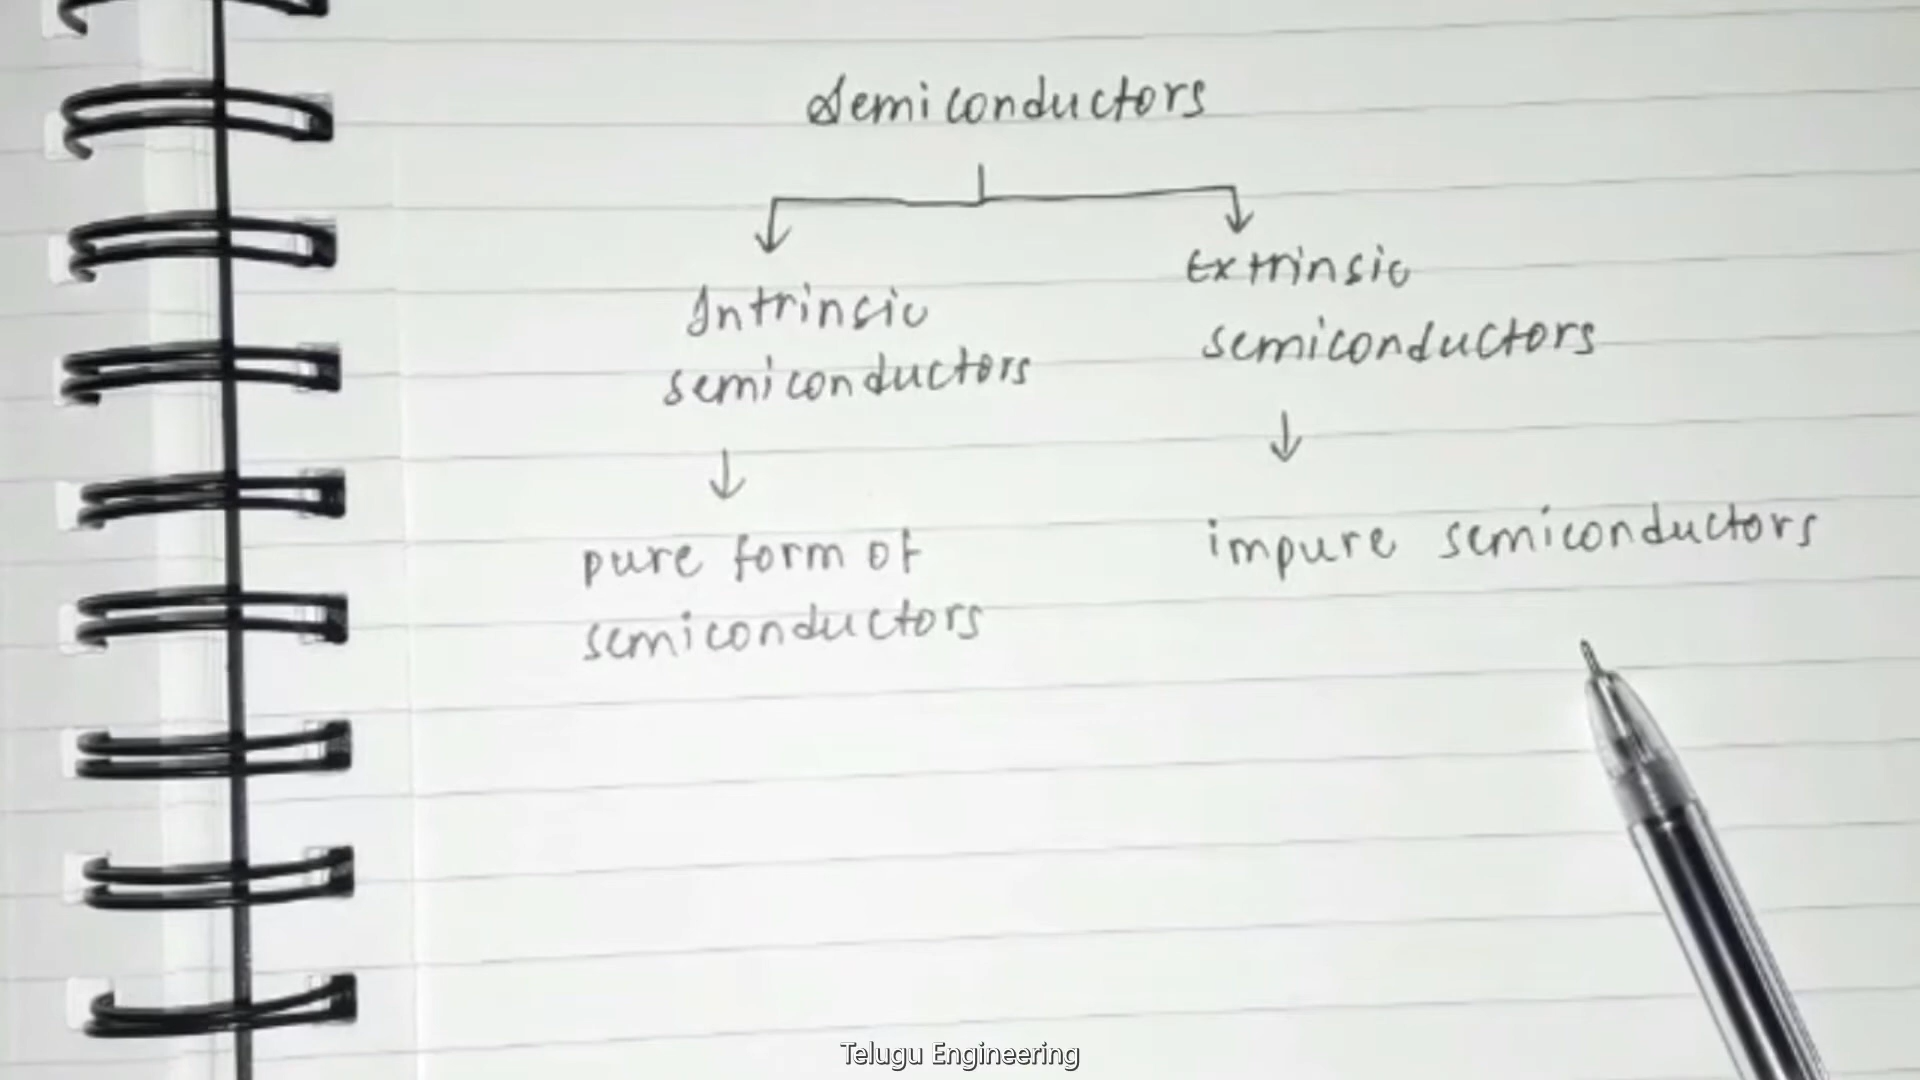 Semiconductors
Intrinsic
semiconductors
Extrinsic
semiconductors
pure form of
semiconductors
impure semiconductors
Telugu Engineering